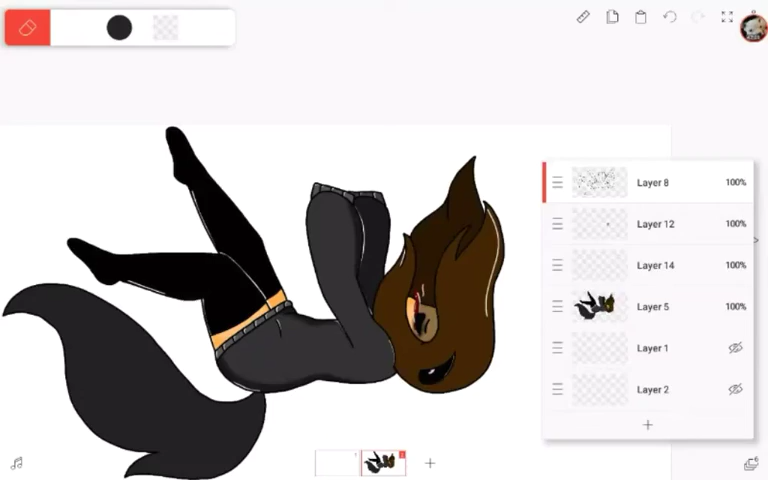 Layer 8 100%
Layer 12 100%
Layer 14 100%
Layer 5 100%
Layer 1
Layer 2